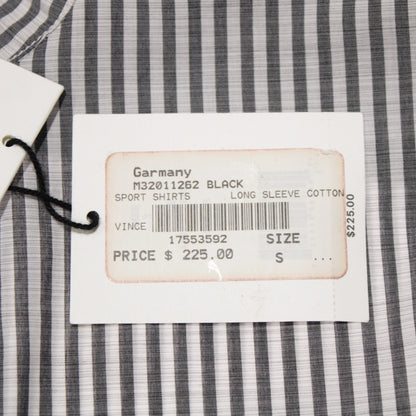 Garmany
M32011262 BLACK
SPORT SHIRTS LONG SLEEVE COTTON
VINCE
17553592 SIZE
PRICE $ 225.00 S ...
$225.00